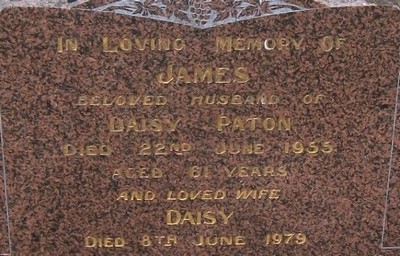 IN LOVING MEMORY OF
JAMES
BELOVED HUSBAND OF
DAISY PATON
DIED 22ND JUNE 1955
AGED 61 YEARS
AND LOVED WIFE
DAISY
DIED 8TH JUNE 1979